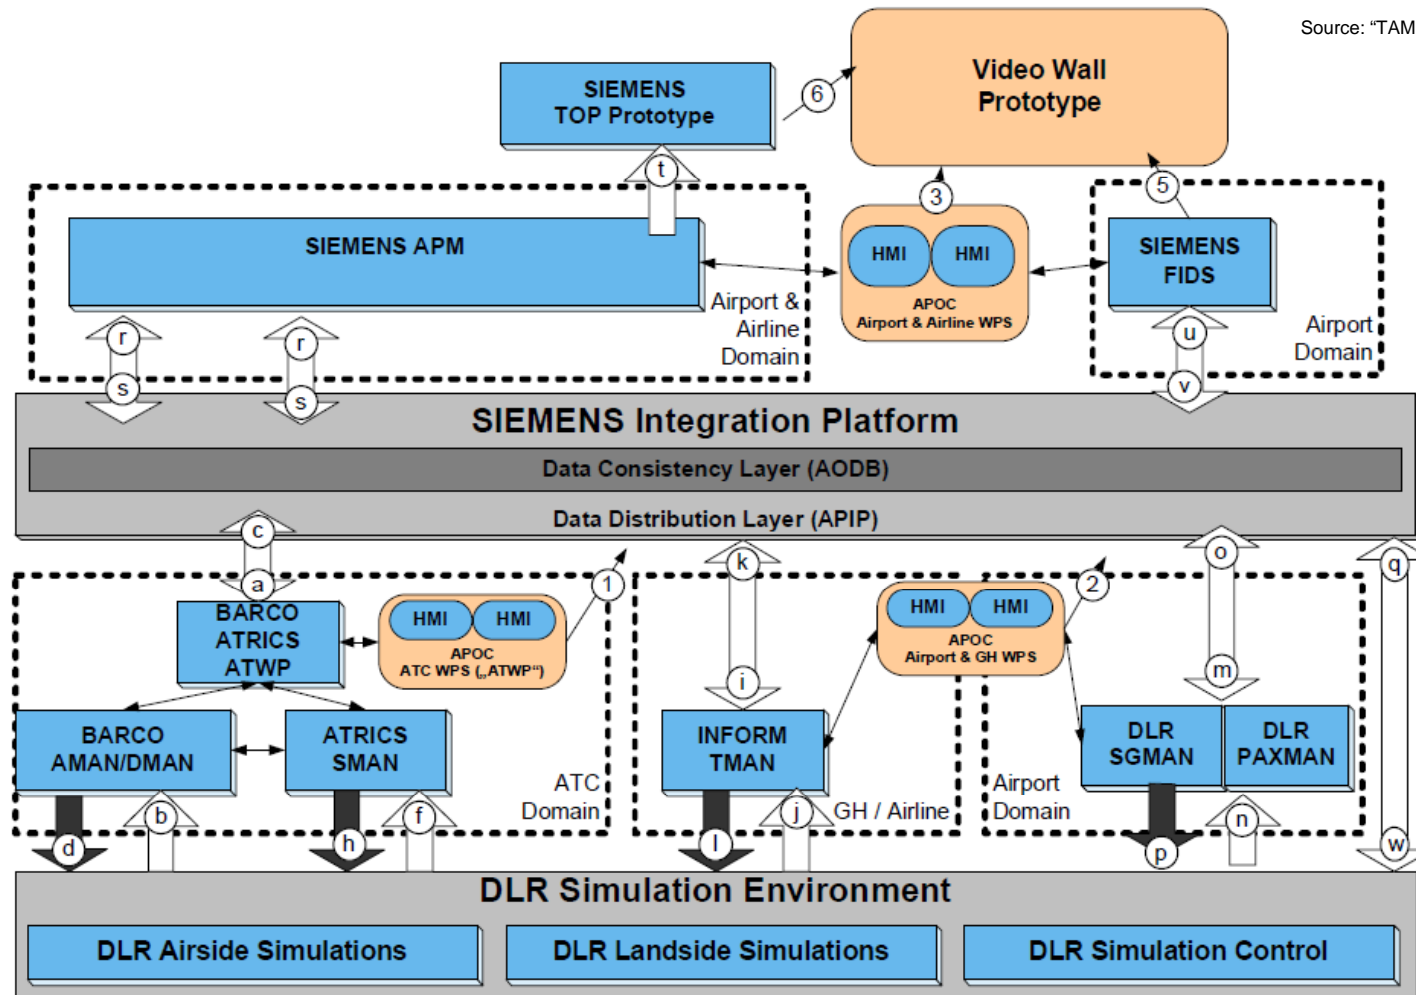 Source: “TAM
SIEMENS
TOP Prototype
6
Video Wall
Prototype
t
3
5
SIEMENS APM
HMI
HMI
APOC
Airport & Airline WPS
SIEMENS
FIDS
Airport &
Airline
Domain
Airport
Domain
r
r
u
s
s
v
SIEMENS Integration Platform
Data Consistency Layer (AODB)
Data Distribution Layer (APIP)
c
k
o
q
a
1
2
BARCO
ATRICS
ATWP
HMI
HMI
APOC
ATC WPS („ATWP“)
HMI
HMI
APOC
Airport & GH WPS
i
m
BARCO
AMAN/DMAN
ATRICS
SMAN
INFORM
TMAN
DLR
SGMAN
DLR
PAXMAN
ATC
Domain
GH / Airline
Airport
Domain
b
f
j
n
d
h
l
p
w
DLR Simulation Environment
DLR Airside Simulations
DLR Landside Simulations
DLR Simulation Control